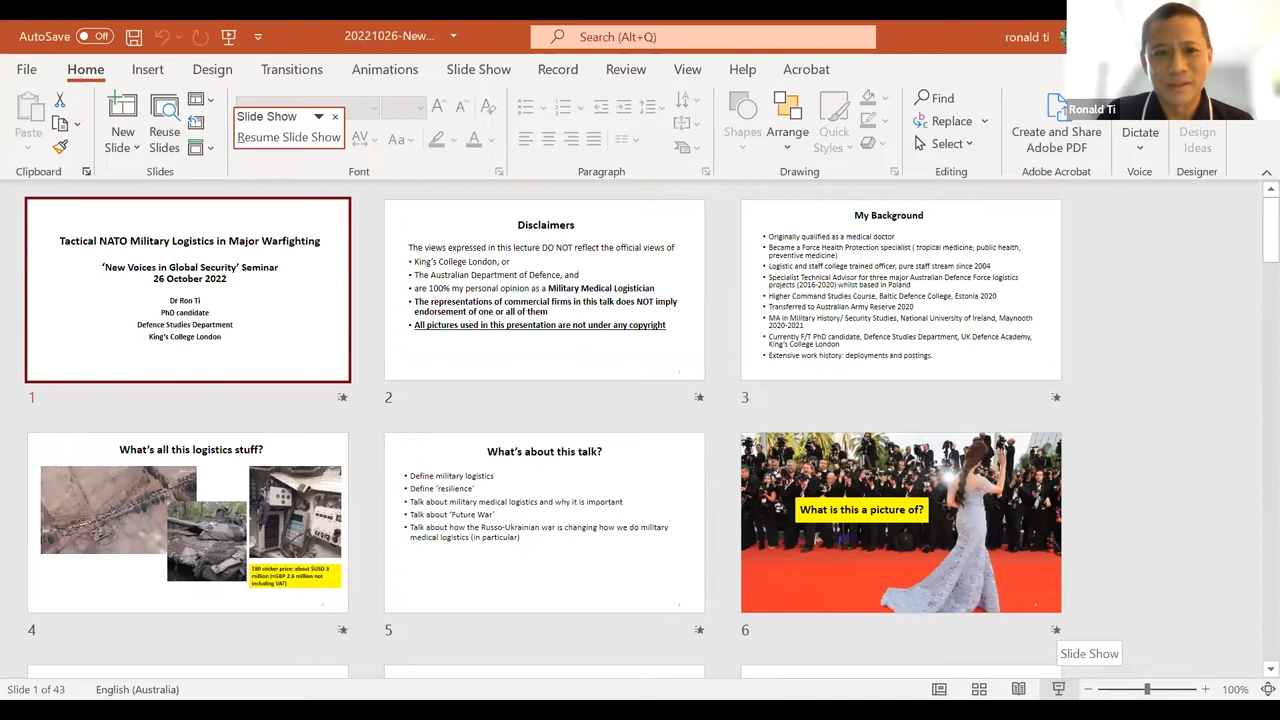 AutoSave Off
20221026-New...
Search (Alt+Q)
ronald ti
Ronald Ti
File Home Insert Design Transitions Animations Slide Show Record Review View Help Acrobat
Paste
New
Slide
Reuse
Slides
Slide Show
Resume Slide Show
Aa
A
Shapes
Arrange
Quick
Styles
Find
Replace
Select
Create and Share
Adobe PDF
Dictate
Design
Ideas
Clipboard Slides Font Paragraph Drawing Editing Adobe Acrobat Voice Designer
Tactical NATO Military Logistics in Major Warfighting
‘New Voices in Global Security’ Seminar
26 October 2022
Dr Ron Ti
PhD candidate
Defence Studies Department
King's College London
1
Disclaimers
The views expressed in this lecture DO NOT reflect the official views of
• King's College London, or
• The Australian Department of Defence, and
• are 100% my personal opinion as a Military Medical Logistician
• The representations of commercial firms in this talk does NOT imply
endorsement of one or all of them
• All pictures used in this presentation are not under any copyright
2
My Background
• Originally qualified as a medical doctor
• Became a Force Health Protection specialist ( tropical medicine; public health,
preventive medicine)
• Logistic and staff college trained officer, pure staff stream since 2004
• Specialist Technical Advisor for three major Australian Defence Force logistics
projects (2016-2020) whilst based in Poland
• Higher Command Studies Course, Baltic Defence College, Estonia 2020
• Transferred to Australian Army Reserve 2020
• MA in Military History/ Security Studies, National University of Ireland, Maynooth
2020-2021
• Currently F/T PhD candidate, Defence Studies Department, UK Defence Academy,
King's College London
• Extensive work history: deployments and postings.
3
What's all this logistics stuff?
T80 sticker price: about $USD 3
million (=GBP 2.6 million not
including VAT)
4
What's about this talk?
• Define military logistics
• Define ‘resilience’
• Talk about military medical logistics and why it is important
• Talk about ‘Future War’
• Talk about how the Russo-Ukrainian war is changing how we do military
medical logistics (in particular)
5
What is this a picture of?
6
Slide Show
Slide 1 of 43 English (Australia)
100%